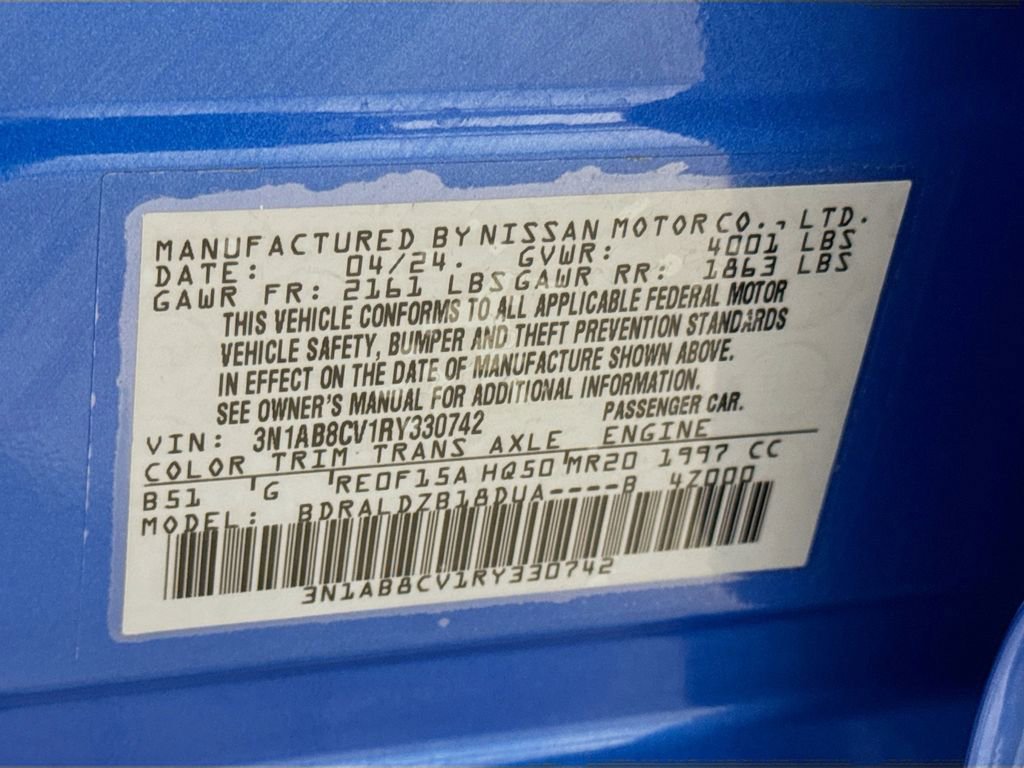 MANUFACTURED BY NISSAN MOTOR CO., LTD.
DATE: 04/24. GVWR: 4001 LBS
GAWR FR: 2161 LBS GAWR RR: 1863 LBS
THIS VEHICLE CONFORMS TO ALL APPLICABLE FEDERAL MOTOR
VEHICLE SAFETY, BUMPER AND THEFT PREVENTION STANDARDS
IN EFFECT ON THE DATE OF MANUFACTURE SHOWN ABOVE.
SEE OWNER'S MANUAL FOR ADDITIONAL INFORMATION.
VIN: 3N1AB8CV1RY330742 PASSENGER CAR.
COLOR TRIM TRANS AXLE ENGINE
B51 G RE0F15A HQ50 MR20 1997 CC
MODEL: BDRALDZB18DUA----B 4Z000
3N1AB8CV1RY330742